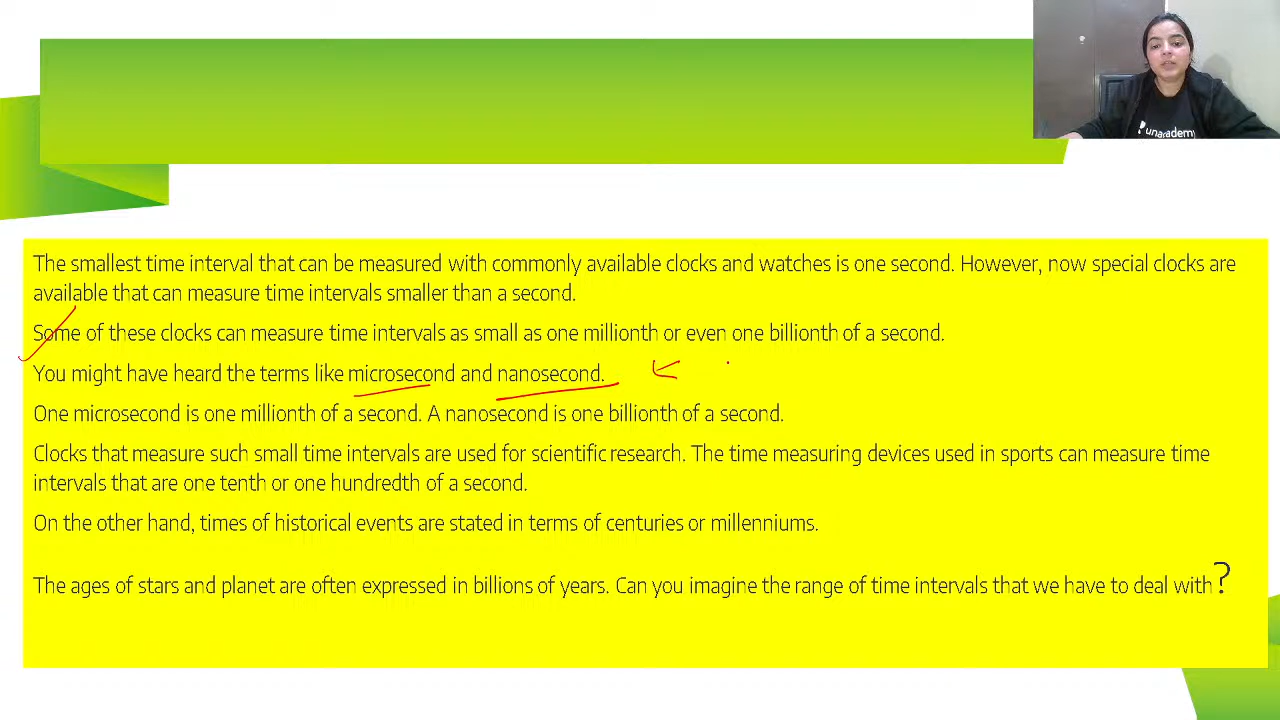 unacademy
The smallest time interval that can be measured with commonly available clocks and watches is one second. However, now special clocks are
available that can measure time intervals smaller than a second.
Some of these clocks can measure time intervals as small as one millionth or even one billionth of a second.
You might have heard the terms like microsecond and nanosecond.
One microsecond is one millionth of a second. A nanosecond is one billionth of a second.
Clocks that measure such small time intervals are used for scientific research. The time measuring devices used in sports can measure time
intervals that are one tenth or one hundredth of a second.
On the other hand, times of historical events are stated in terms of centuries or millenniums.
The ages of stars and planet are often expressed in billions of years. Can you imagine the range of time intervals that we have to deal with?